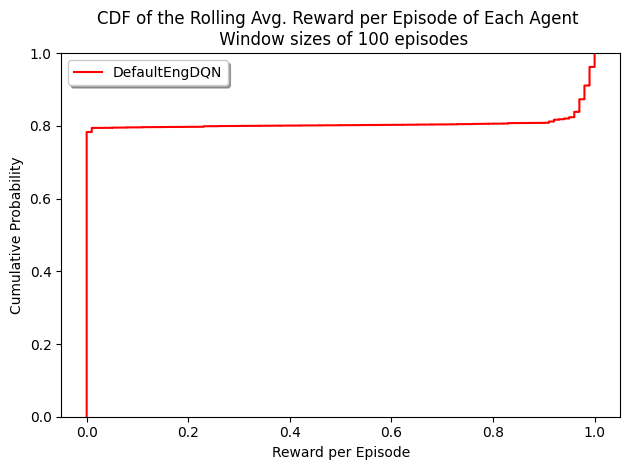 CDF of the Rolling Avg. Reward per Episode of Each Agent
Window sizes of 100 episodes
DefaultEngDQN
Cumulative Probability
1.0
0.8
0.6
0.4
0.2
0.0
0.0 0.2 0.4 0.6 0.8 1.0
Reward per Episode